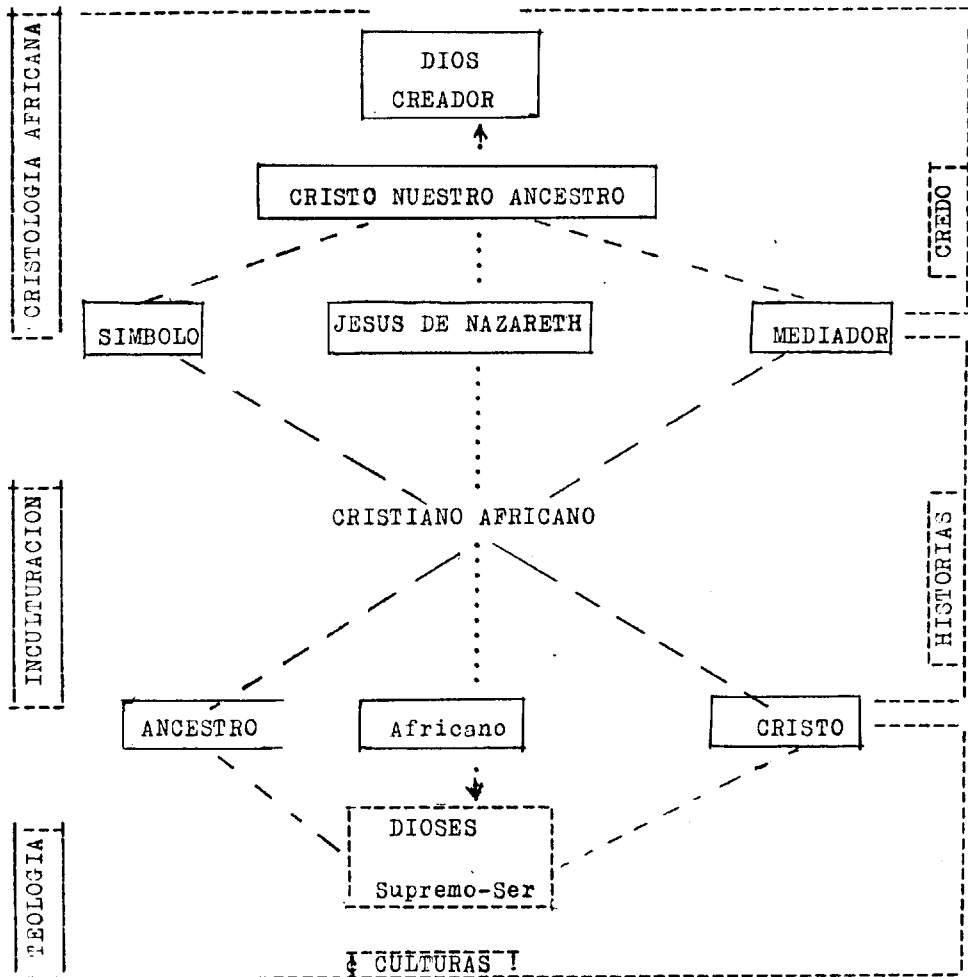 CRISTOLOGIA AFRICANA
DIOS
CREADOR
CRISTO NUESTRO ANCESTRO
CREDO
SIMBOLO
JESUS DE NAZARETH
MEDIADOR
INCULTURACION
CRISTIANO AFRICANO
HISTORIAS
ANCESTRO
Africano
CRISTO
TEOLOGIA
DIOSES
Supremo-Ser
CULTURAS